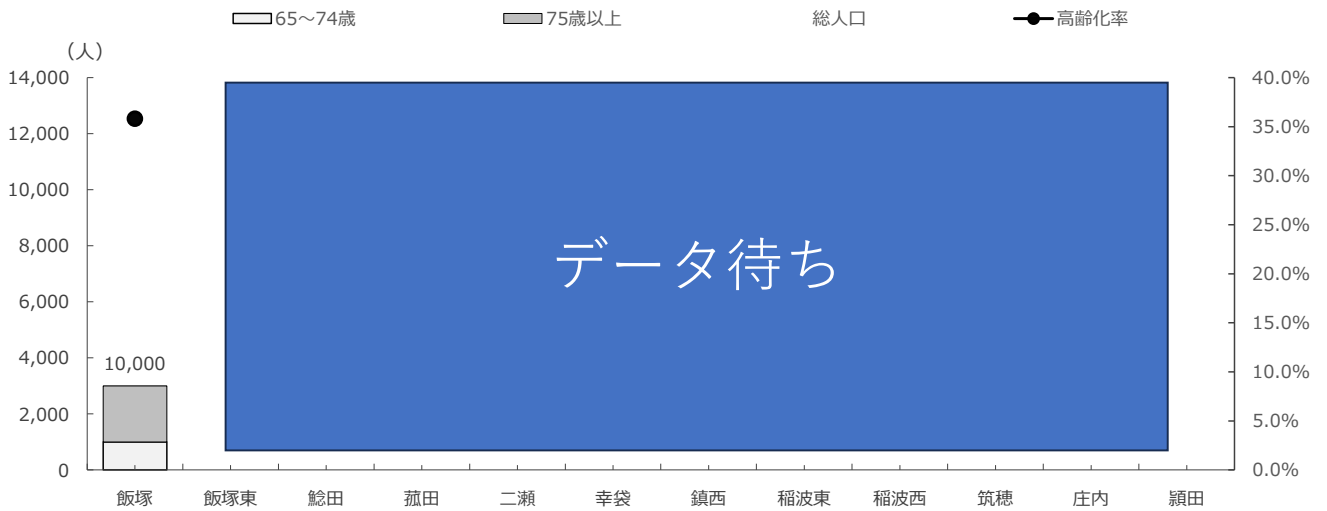 65～74歳 75歳以上 総人口 高齢化率
（人）
14,000 40.0%
12,000 35.0%
10,000 30.0%
8,000 25.0%
6,000 20.0%
4,000 15.0%
2,000 10.0%
0 5.0%
0.0%
データ待ち
10,000
飯塚 飯塚東 鯰田 菰田 二瀬 幸袋 鎮西 稲波東 稲波西 筑穂 庄内 頴田